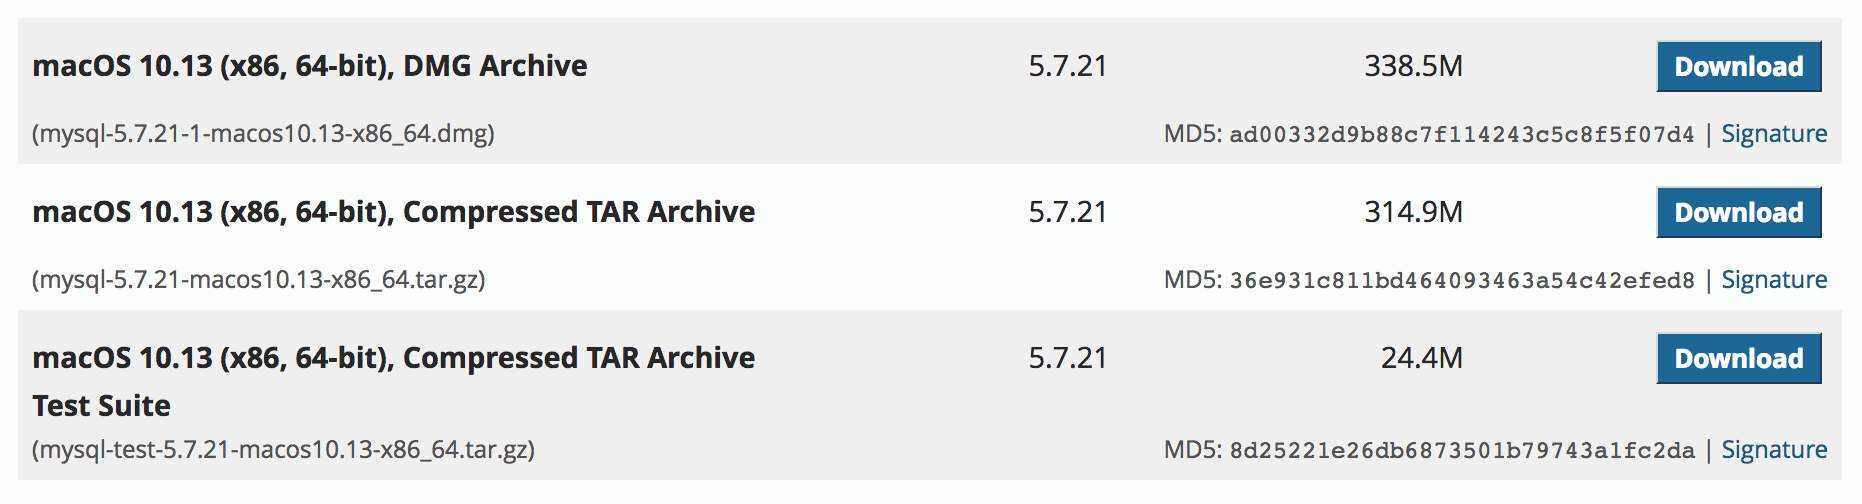 macOS 10.13 (x86, 64-bit), DMG Archive 5.7.21 338.5M Download
(mysql-5.7.21-1-macos10.13-x86_64.dmg) MD5: ad00332d9b88c7f114243c5c8f5f07d4 | Signature
macOS 10.13 (x86, 64-bit), Compressed TAR Archive 5.7.21 314.9M Download
(mysql-5.7.21-macos10.13-x86_64.tar.gz) MD5: 36e931c811bd464093463a54c42efed8 | Signature
macOS 10.13 (x86, 64-bit), Compressed TAR Archive 5.7.21 24.4M Download
Test Suite
(mysql-test-5.7.21-macos10.13-x86_64.tar.gz) MD5: 8d25221e26db6873501b79743a1fc2da | Signature